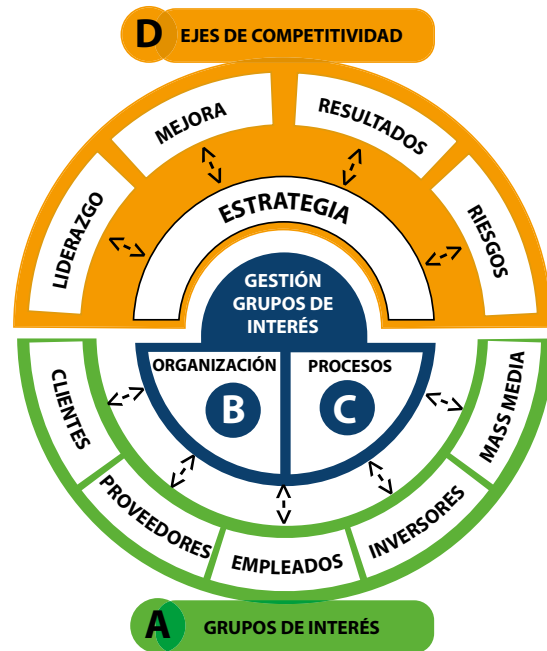 D EJES DE COMPETITIVIDAD
MEJORA
RESULTADOS
LIDERAZGO
RIESGOS
ESTRATEGIA
GESTIÓN
GRUPOS DE
INTERÉS
ORGANIZACIÓN
PROCESOS
B
C
CLIENTES
MASS MEDIA
PROVEEDORES
EMPLEADOS
INVERSORES
A GRUPOS DE INTERÉS